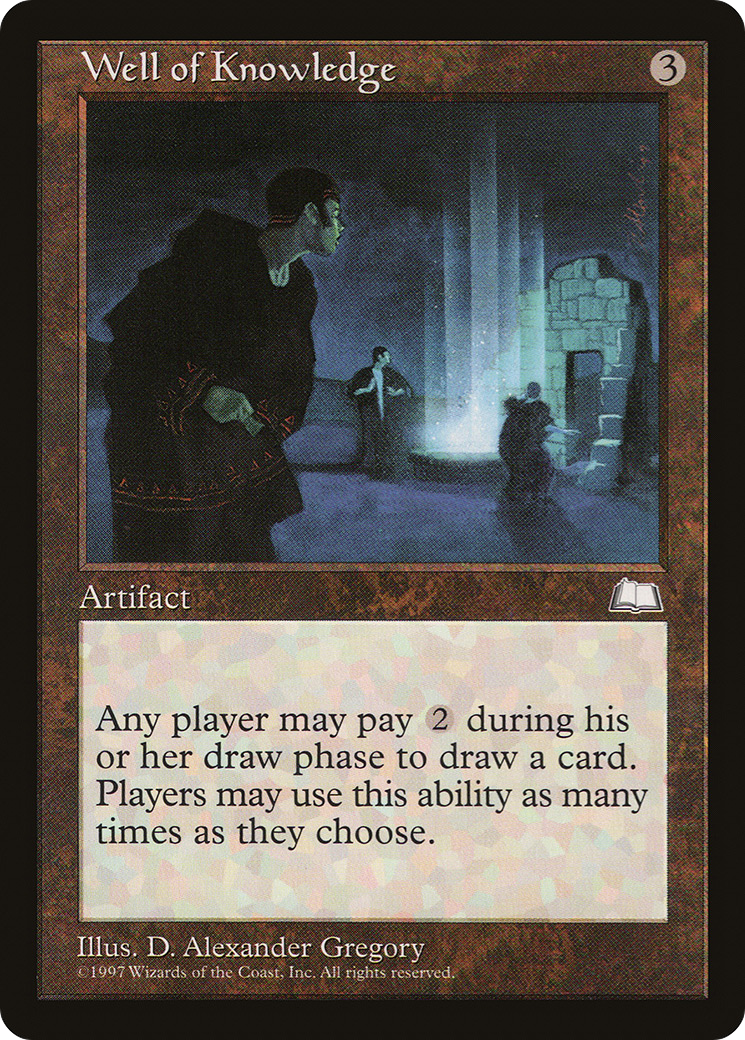 Well of Knowledge 3
Artifact
Any player may pay 2 during his
or her draw phase to draw a card.
Players may use this ability as many
times as they choose.
Illus. D. Alexander Gregory
©1997 Wizards of the Coast, Inc. All rights reserved.